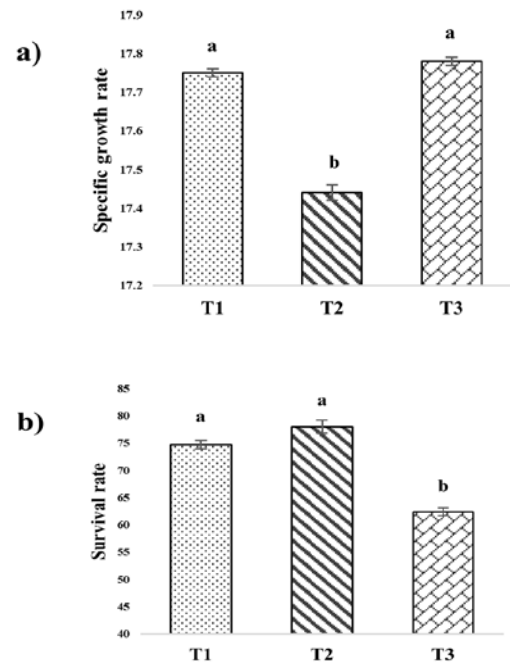 a)
Specific growth rate
17.9
17.8
17.7
17.6
17.5
17.4
17.3
17.2
a
b
a
T1 T2 T3
b)
Survival rate
85
80
75
70
65
60
55
50
45
40
a
a
b
T1 T2 T3